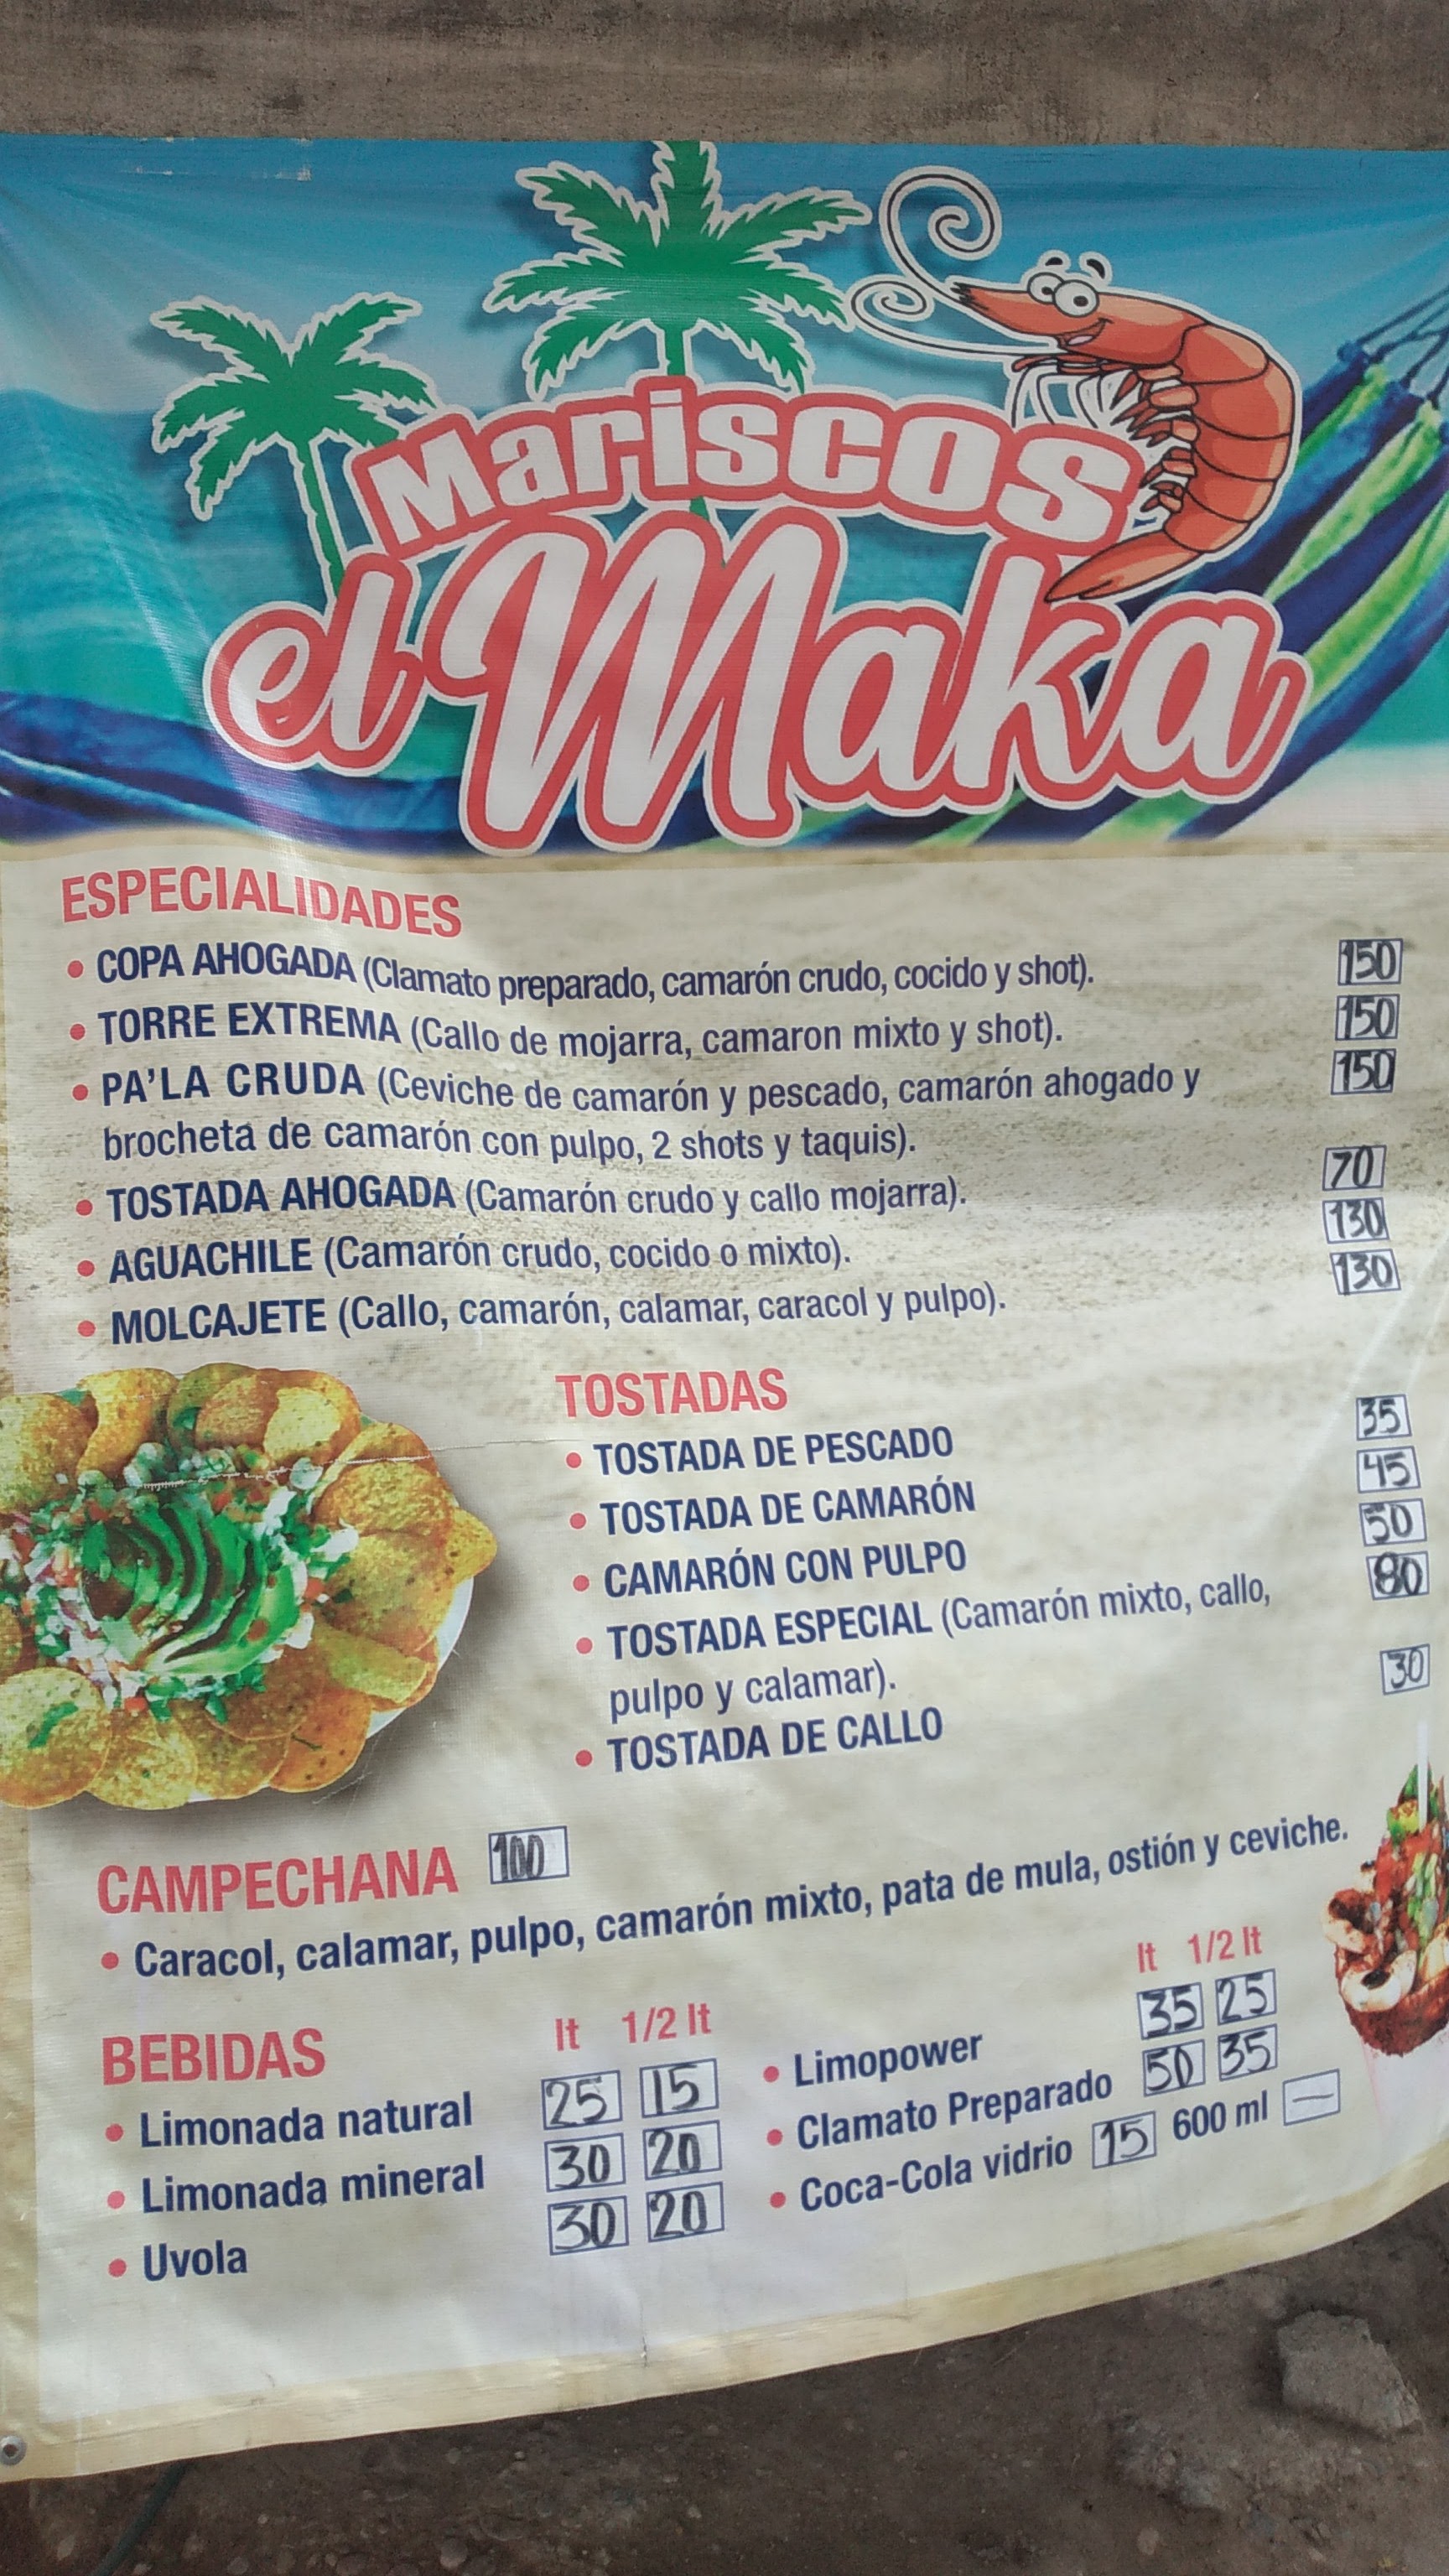 Mariscos
el Maka
ESPECIALIDADES
• COPA AHOGADA (Clamato preparado, camarón crudo, cocido y shot). 150
• TORRE EXTREMA (Callo de mojarra, camaron mixto y shot). 150
• PA'LA CRUDA (Ceviche de camarón y pescado, camarón ahogado y 150
brocheta de camarón con pulpo, 2 shots y taquis).
• TOSTADA AHOGADA (Camarón crudo y callo mojarra). 70
• AGUACHILE (Camarón crudo, cocido o mixto). 130
• MOLCAJETE (Callo, camarón, calamar, caracol y pulpo). 130
TOSTADAS
• TOSTADA DE PESCADO 35
• TOSTADA DE CAMARÓN 45
• CAMARÓN CON PULPO 50
• TOSTADA ESPECIAL (Camarón mixto, callo, 80
pulpo y calamar).
• TOSTADA DE CALLO 30
CAMPECHANA 100
• Caracol, calamar, pulpo, camarón mixto, pata de mula, ostión y ceviche.
BEBIDAS lt 1/2 lt
• Limonada natural 25 15
• Limonada mineral 30 20
• Uvola 30 20
lt 1/2 lt
• Limopower 35 25
• Clamato Preparado 50 35
• Coca-Cola vidrio 15 600 ml —